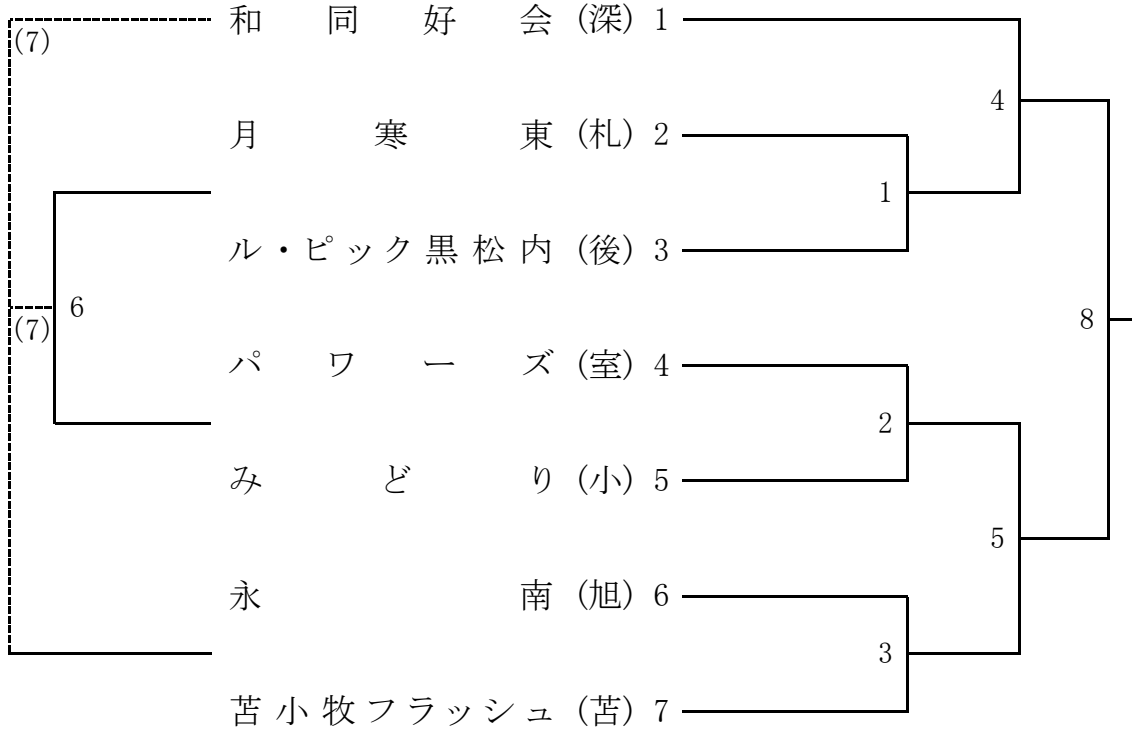 和同好会 (深) 1
(7)
4
月寒東 (札) 2
1
ル・ピック黒松内 (後) 3
6
(7)
8
パワーズ (室) 4
2
みどり (小) 5
5
永南 (旭) 6
3
苫小牧フラッシュ (苫) 7